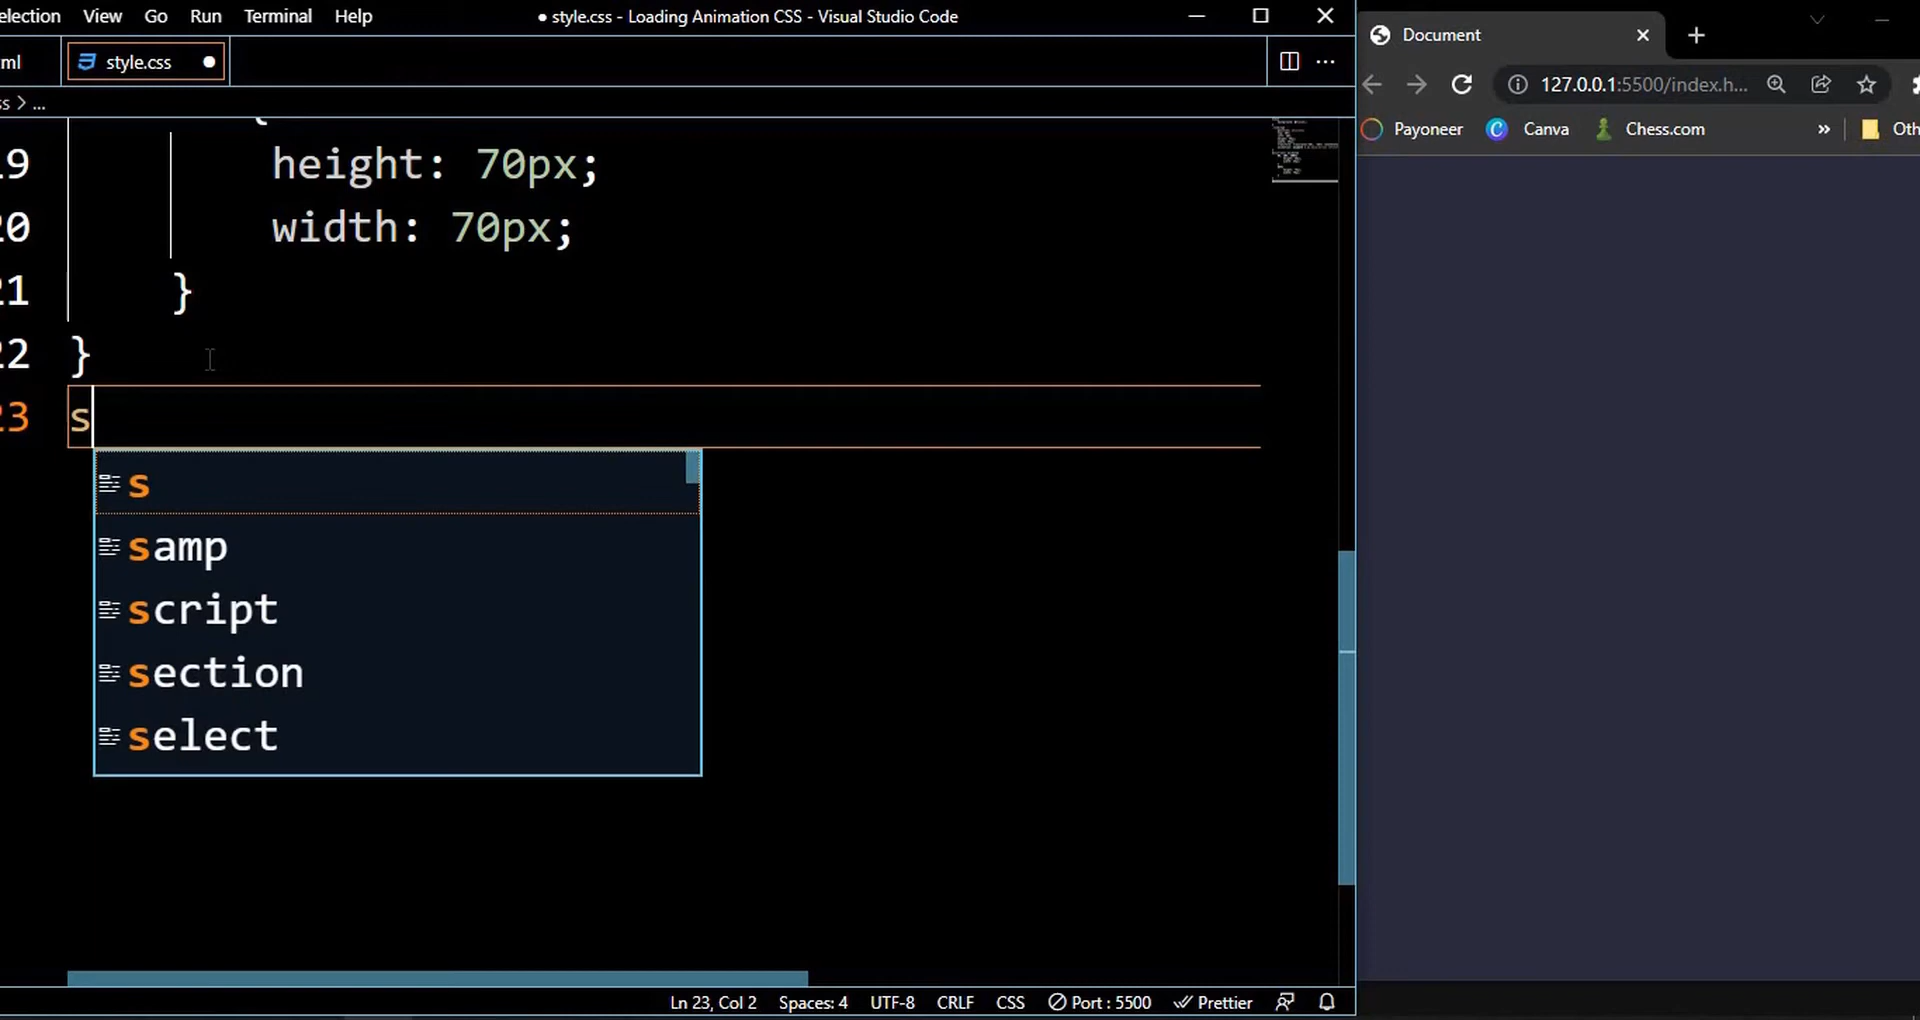 election View Go Run Terminal Help ● style.css - Loading Animation CSS - Visual Studio Code
ml style.css ●
ss > ...
{
19 height: 70px;
20 width: 70px;
21 }
22 }
23 s
s
samp
script
section
select
Ln 23, Col 2 Spaces: 4 UTF-8 CRLF CSS Port : 5500 Prettier
Document
127.0.0.1:5500/index.h...
Payoneer Canva Chess.com » Oth